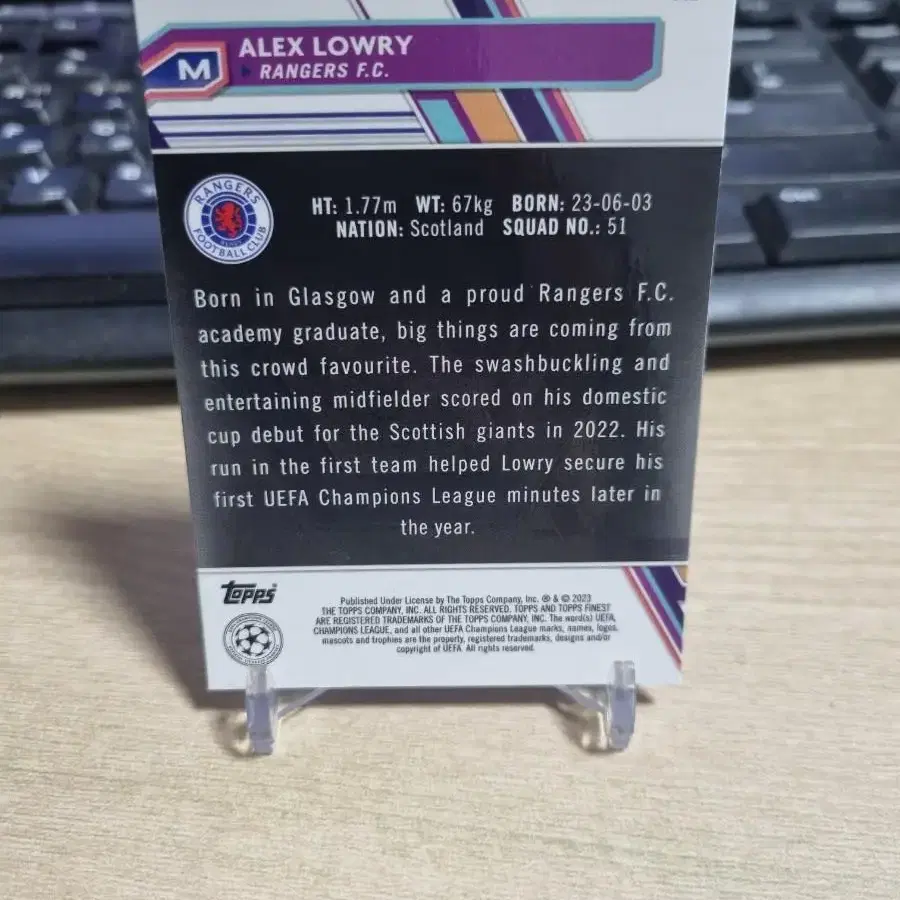 ALEX LOWRY
M
RANGERS F.C.
RANGERS
FOOTBALL CLUB
HT: 1.77m WT: 67kg BORN: 23-06-03
NATION: Scotland SQUAD NO.: 51
Born in Glasgow and a proud Rangers F.C.
academy graduate, big things are coming from
this crowd favourite. The swashbuckling and
entertaining midfielder scored on his domestic
cup debut for the Scottish giants in 2022. His
run in the first team helped Lowry secure his
first UEFA Champions League minutes later in
the year.
Topps
Published Under License by The Topps Company, Inc. ® & © 2023
THE TOPPS COMPANY, INC. ALL RIGHTS RESERVED. TOPPS AND TOPPS FINEST
ARE REGISTERED TRADEMARKS OF THE TOPPS COMPANY, INC. The word(s) UEFA,
CHAMPIONS LEAGUE, and all other UEFA Champions League marks, names, logos,
mascots and trophies are the property, registered trademarks, designs and/or
copyright of UEFA. All rights reserved.